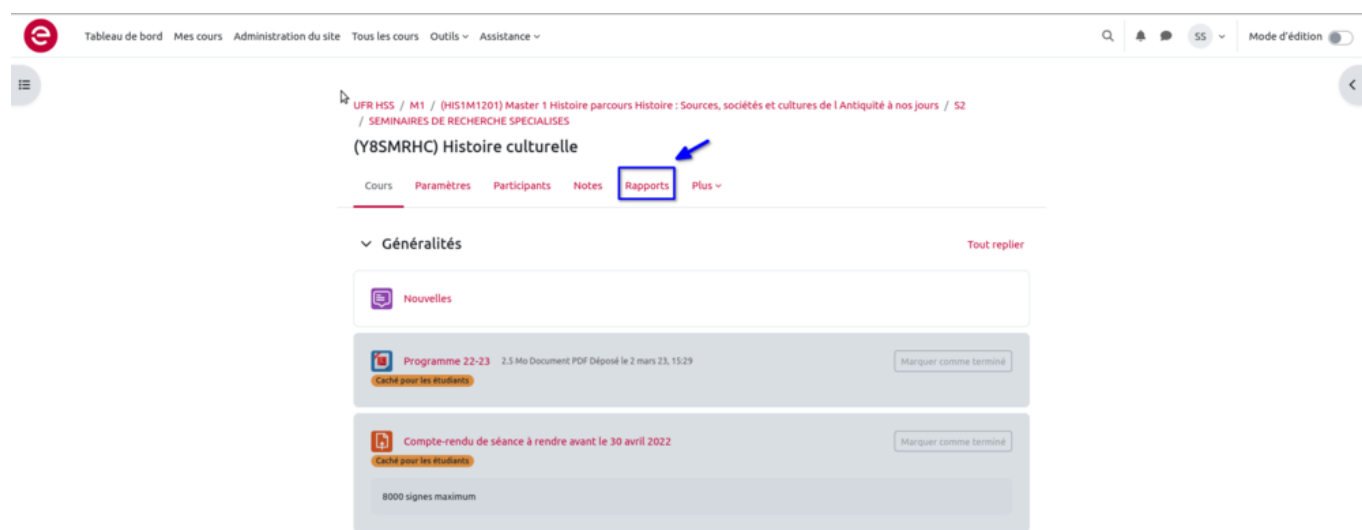 Tableau de bord Mes cours Administration du site Tous les cours Outils Assistance SS Mode d'édition
UFR HSS / M1 / (HIS1M1201) Master 1 Histoire parcours Histoire : Sources, sociétés et cultures de l Antiquité à nos jours / S2
/ SEMINAIRES DE RECHERCHE SPECIALISES
(Y8SMRHC) Histoire culturelle
Cours Paramètres Participants Notes Rapports Plus
Généralités Tout replier
Nouvelles
Programme 22-23 2.5 Mo Document PDF Déposé le 2 mars 23, 15:29 Marquer comme terminé
Caché pour les étudiants
Compte-rendu de séance à rendre avant le 30 avril 2022 Marquer comme terminé
Caché pour les étudiants
8000 signes maximum